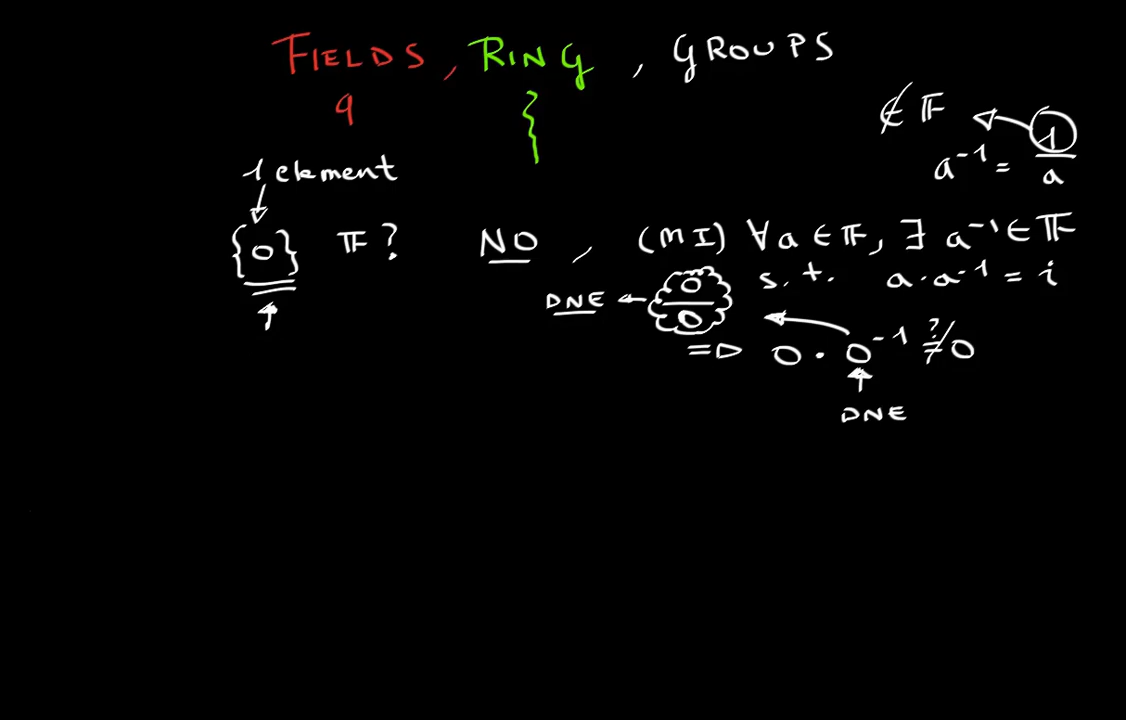 FIELDS, RING, GROUPS
9
∉ 𝔽
a⁻¹ = 1/a
1 element
{0} 𝔽? NO, (MI) ∀a ∈ 𝔽, ∃ a⁻¹ ∈ 𝔽
DNE 0/0 s.t. a·a⁻¹ = i
⇒ 0 · 0⁻¹ ≠? 0
DNE